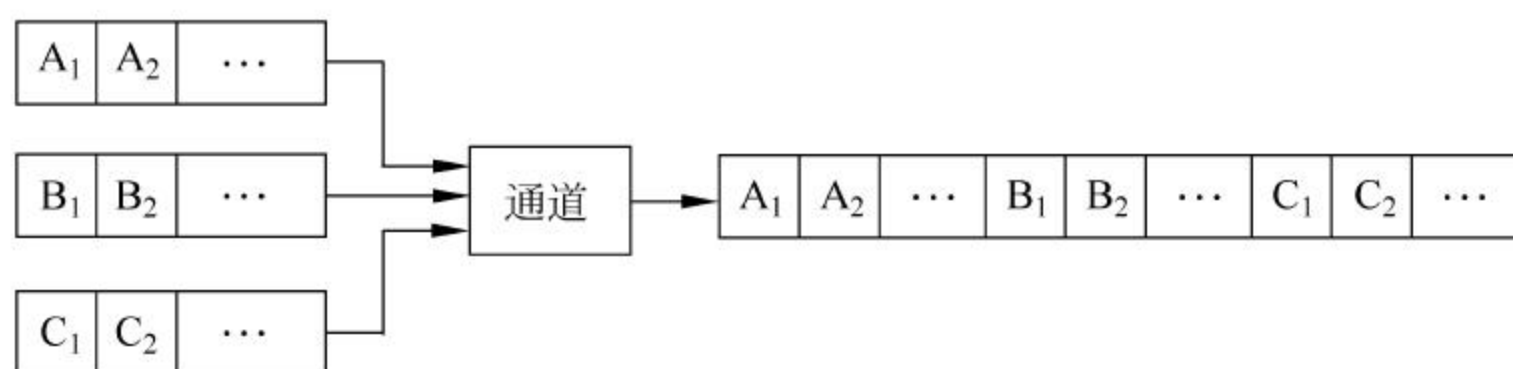 A₁ A₂ ⋯
B₁ B₂ ⋯
C₁ C₂ ⋯
通道
A₁ A₂ ⋯ B₁ B₂ ⋯ C₁ C₂ ⋯